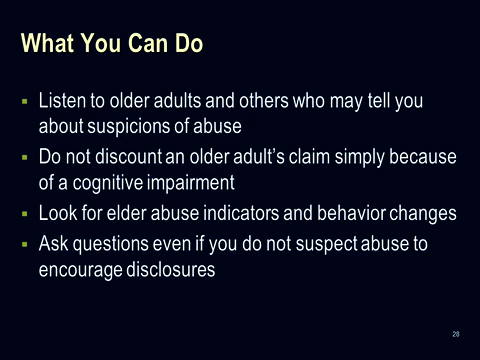 What You Can Do
▪ Listen to older adults and others who may tell you
about suspicions of abuse
▪ Do not discount an older adult's claim simply because
of a cognitive impairment
▪ Look for elder abuse indicators and behavior changes
▪ Ask questions even if you do not suspect abuse to
encourage disclosures
28